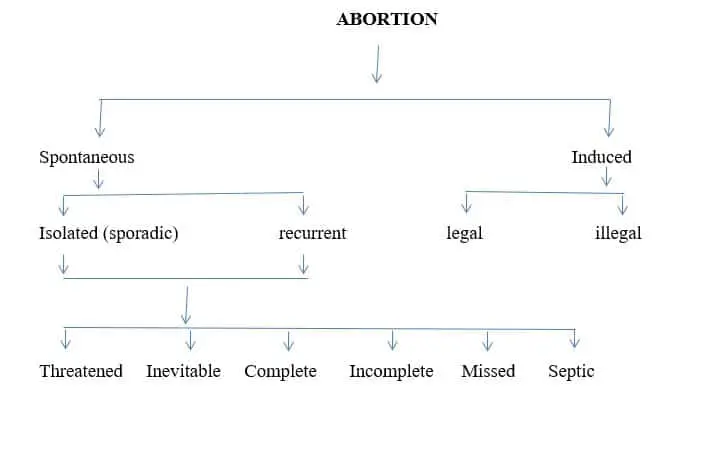 ABORTION
Spontaneous Induced
Isolated (sporadic) recurrent legal illegal
Threatened Inevitable Complete Incomplete Missed Septic